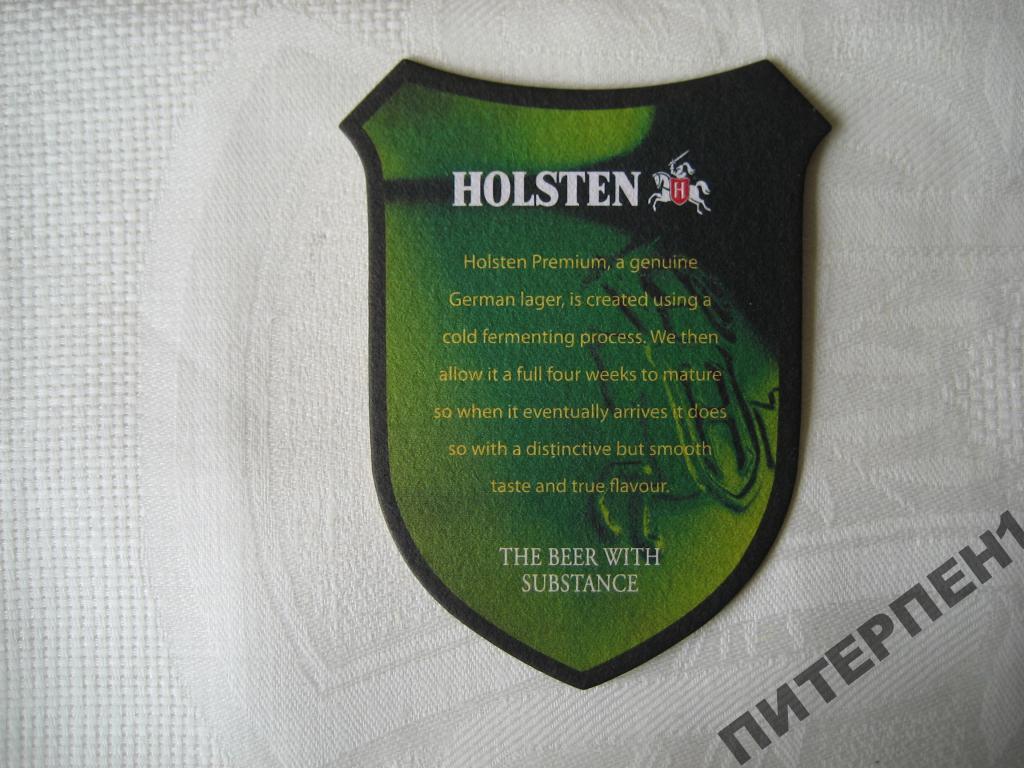 HOLSTEN
H
Holsten Premium, a genuine
German lager, is created using a
cold fermenting process. We then
allow it a full four weeks to mature
so when it eventually arrives it does
so with a distinctive but smooth
taste and true flavour.
THE BEER WITH
SUBSTANCE
ПИТЕРПЕН1